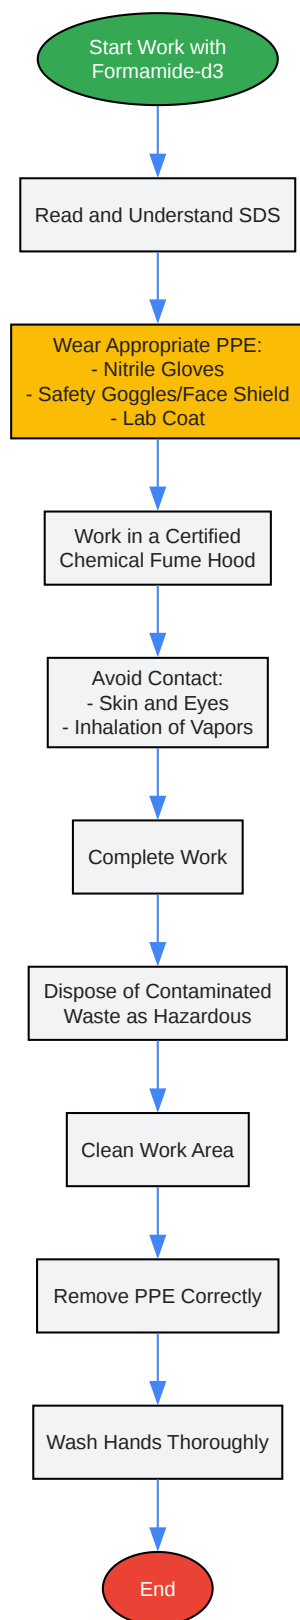 Start Work with
Formamide-d3
Read and Understand SDS
Wear Appropriate PPE:
- Nitrile Gloves
- Safety Goggles/Face Shield
- Lab Coat
Work in a Certified
Chemical Fume Hood
Avoid Contact:
- Skin and Eyes
- Inhalation of Vapors
Complete Work
Dispose of Contaminated
Waste as Hazardous
Clean Work Area
Remove PPE Correctly
Wash Hands Thoroughly
End